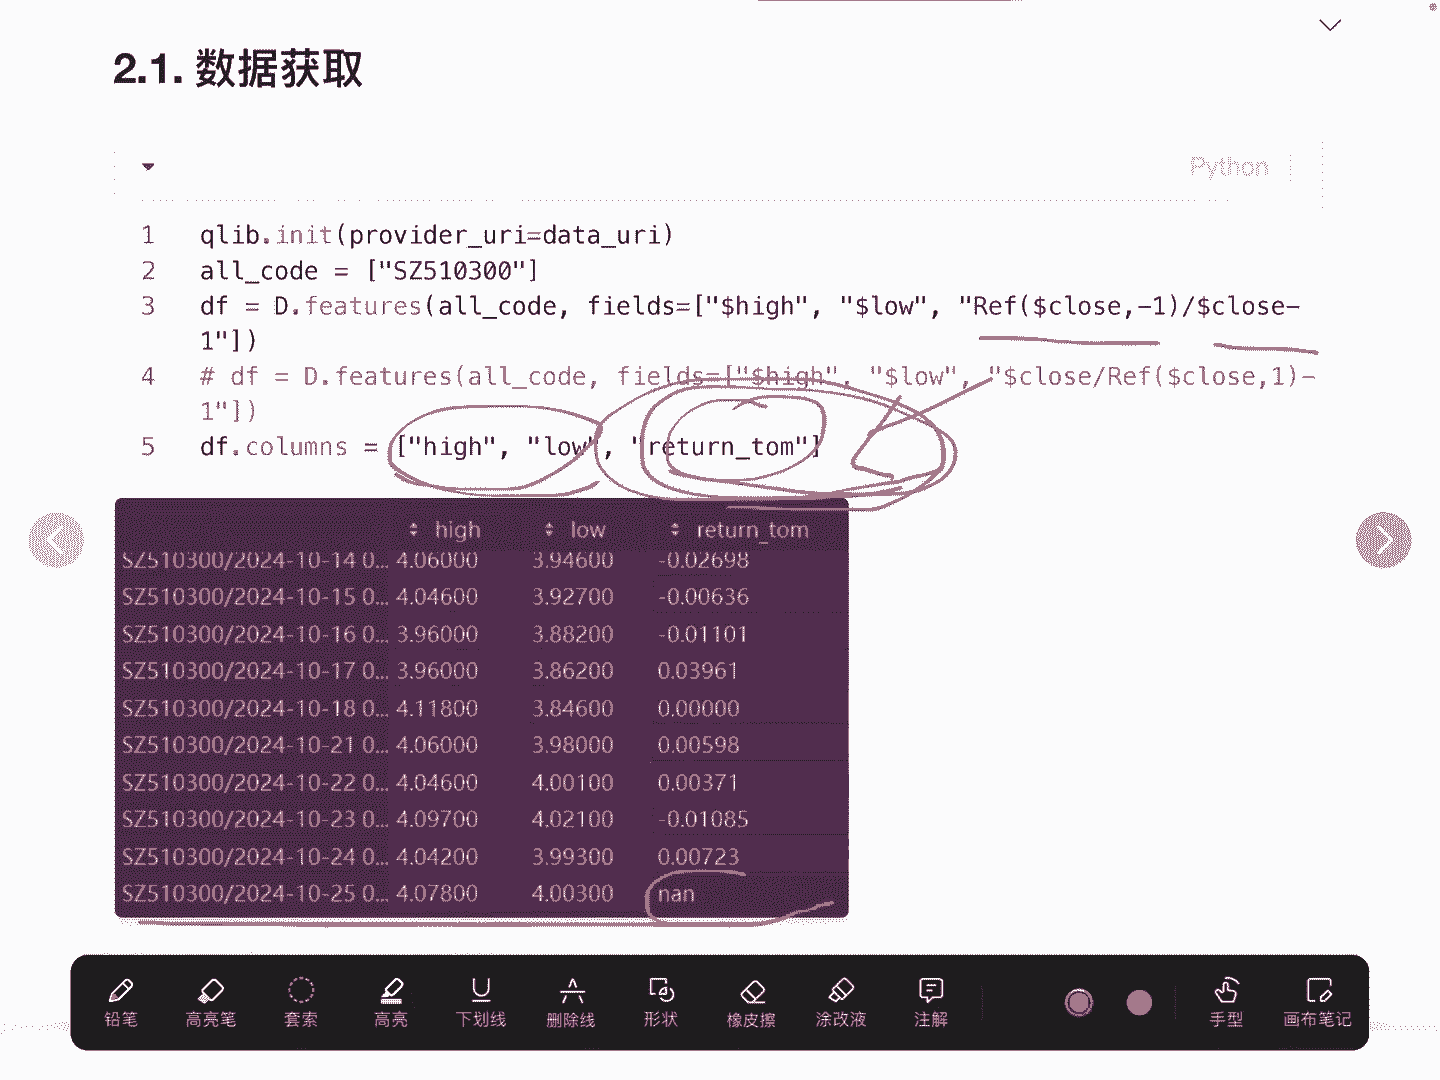 2.1. 数据获取
Python
1 qlib.init(provider_uri=data_uri)
2 all_code = ["SZ510300"]
3 df = D.features(all_code, fields=["$high", "$low", "Ref($close,-1)/$close-
1"])
4 # df = D.features(all_code, fields=["$high", "$low", "$close/Ref($close,1)-
1"])
5 df.columns = ["high", "low", "return_tom"]
high low return_tom
SZ510300/2024-10-14 0... 4.06000 3.94600 -0.02698
SZ510300/2024-10-15 0... 4.04600 3.92700 -0.00636
SZ510300/2024-10-16 0... 3.96000 3.88200 -0.01101
SZ510300/2024-10-17 0... 3.96000 3.86200 0.03961
SZ510300/2024-10-18 0... 4.11800 3.84600 0.00000
SZ510300/2024-10-21 0... 4.06000 3.98000 0.00598
SZ510300/2024-10-22 0... 4.04600 4.00100 0.00371
SZ510300/2024-10-23 0... 4.09700 4.02100 -0.01085
SZ510300/2024-10-24 0... 4.04200 3.99300 0.00723
SZ510300/2024-10-25 0... 4.07800 4.00300 nan
铅笔 高亮笔 套索 高亮 下划线 删除线 形状 橡皮擦 涂改液 注解 手型 画布笔记